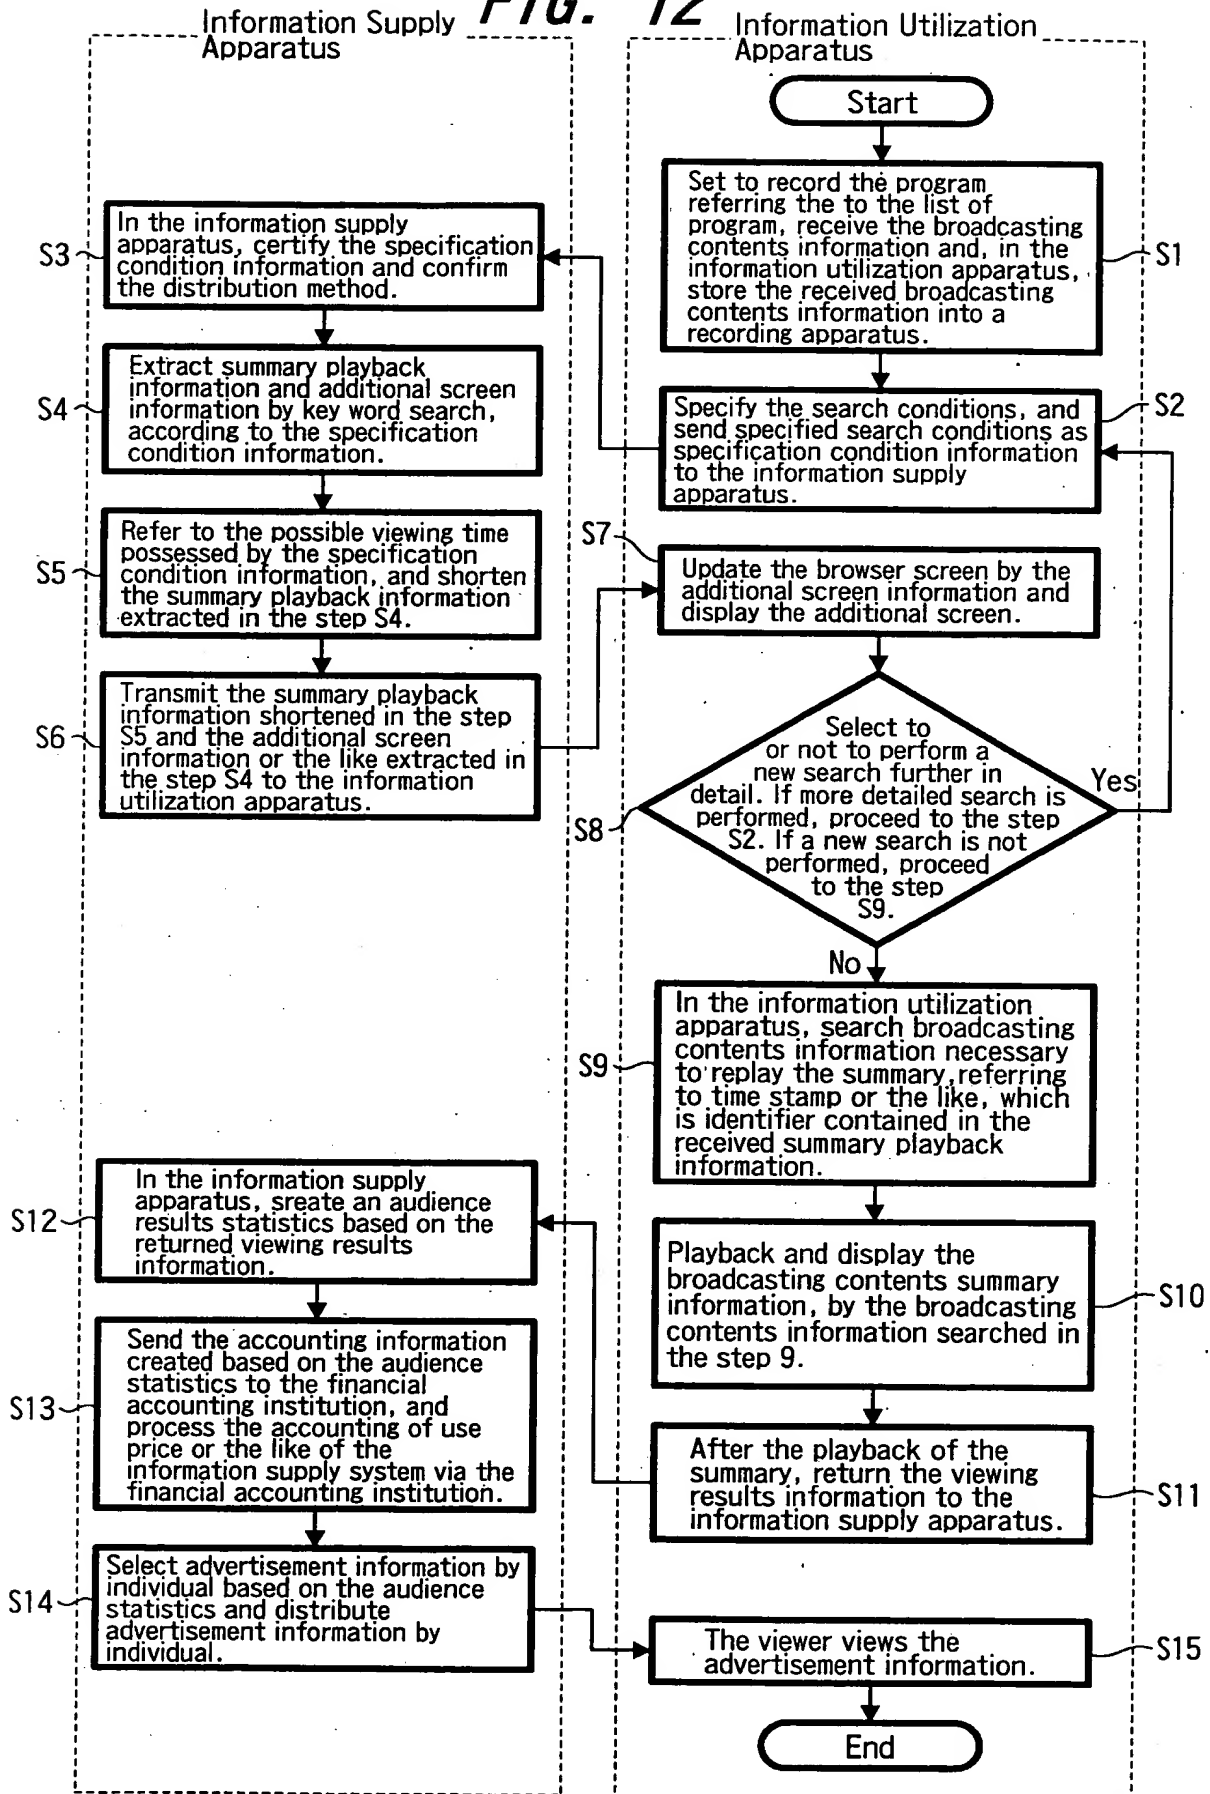 FIG. 12
Information Supply
Apparatus
Information Utilization
Apparatus
Start
Set to record the program
referring the to the list of
program, receive the broadcasting
contents information and, in the
information utilization apparatus,
store the received broadcasting
contents information into a
recording apparatus.
S1
Specify the search conditions, and
send specified search conditions as
specification condition information
to the information supply
apparatus.
S2
S3
In the information supply
apparatus, certify the specification
condition information and confirm
the distribution method.
S4
Extract summary playback
information and additional screen
information by key word search,
according to the specification
condition information.
S5
Refer to the possible viewing time
possessed by the specification
condition information, and shorten
the summary playback information
extracted in the step S4.
S6
Transmit the summary playback
information shortened in the step
S5 and the additional screen
information or the like extracted in
the step S4 to the information
utilization apparatus.
S7
Update the browser screen by the
additional screen information and
display the additional screen.
S8
Select to
or not to perform a
new search further in
detail. If more detailed search is
performed, proceed to the step
S2. If a new search is not
performed, proceed
to the step
S9.
Yes
No
S9
In the information utilization
apparatus, search broadcasting
contents information necessary
to replay the summary, referring
to time stamp or the like, which
is identifier contained in the
received summary playback
information.
Playback and display the
broadcasting contents summary
information, by the broadcasting
contents information searched in
the step 9.
S10
After the playback of the
summary, return the viewing
results information to the
information supply apparatus.
S11
S12
In the information supply
apparatus, sreate an audience
results statistics based on the
returned viewing results
information.
S13
Send the accounting information
created based on the audience
statistics to the financial
accounting institution, and
process the accounting of use
price or the like of the
information supply system via the
financial accounting institution.
S14
Select advertisement information by
individual based on the audience
statistics and distribute
advertisement information by
individual.
The viewer views the
advertisement information.
S15
End